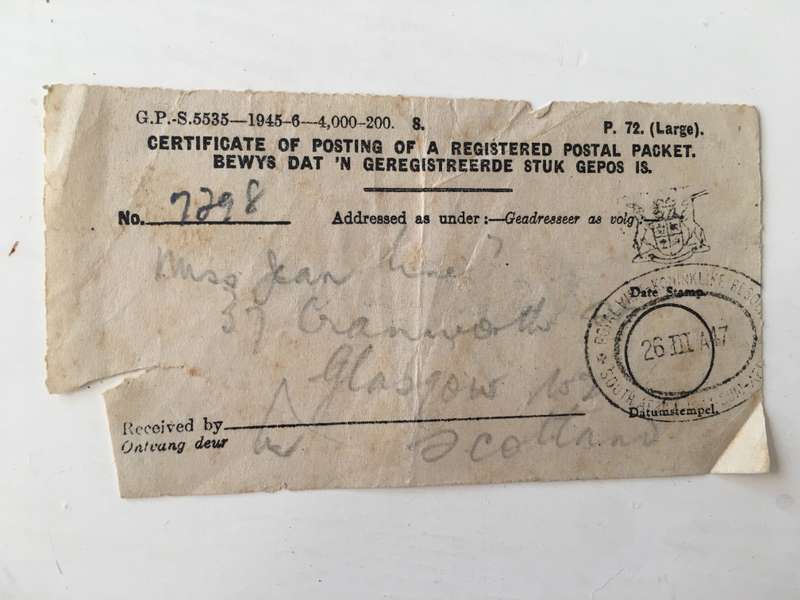 G.P.-S.5535—1945-6—4,000-200. S.
P. 72. (Large).
CERTIFICATE OF POSTING OF A REGISTERED POSTAL PACKET.
BEWYS DAT 'N GEREGISTREERDE STUK GEPOS IS.
No. 7298
Addressed as under :—Geadresseer as volg:
Miss Jean
37 Cranworth
Glasgow W2
Scotland
Date Stamp.
26 III A47
Datumstempel.
Received by
Ontvang deur